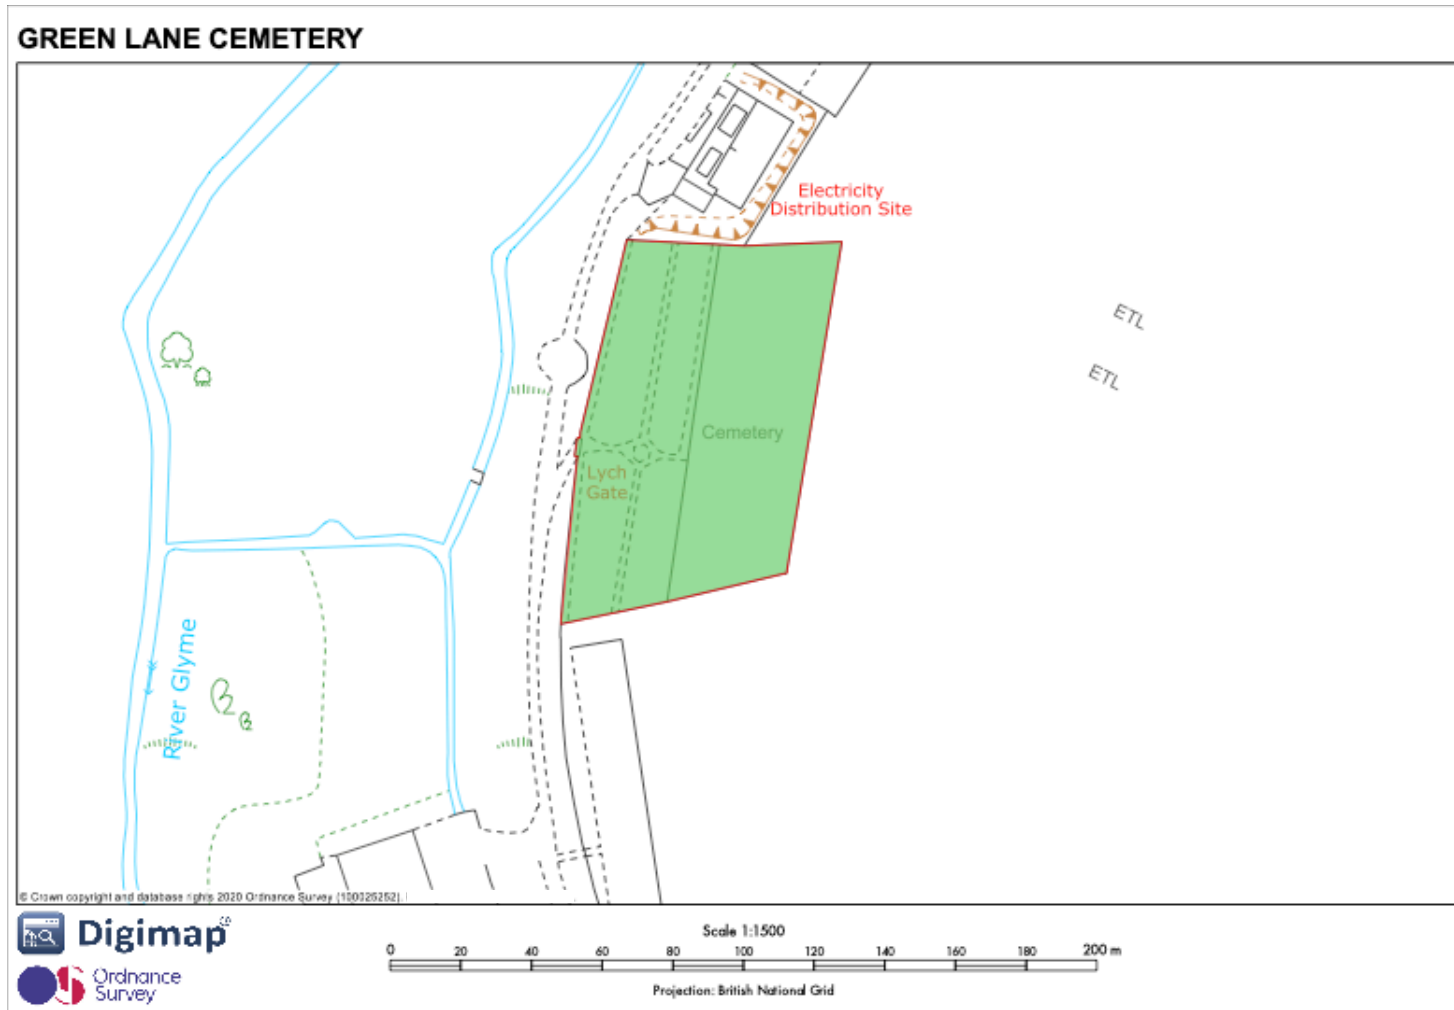 GREEN LANE CEMETERY
Electricity
Distribution Site
ETL
ETL
Cemetery
Lych
Gate
River Glyme
© Crown copyright and database rights 2020 Ordnance Survey (100025252).
Digimap
Ordnance
Survey
Scale 1:1500
0 20 40 60 80 100 120 140 160 180 200 m
Projection: British National Grid